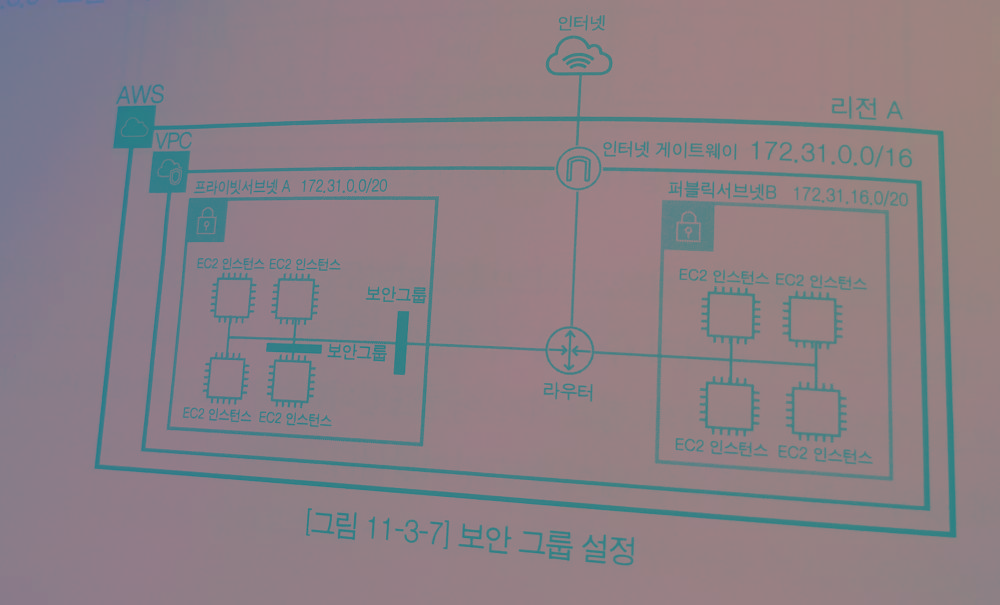 인터넷
AWS
리전 A
VPC
인터넷 게이트웨이 172.31.0.0/16
프라이빗서브넷 A 172.31.0.0/20
퍼블릭서브넷B 172.31.16.0/20
EC2 인스턴스 EC2 인스턴스
보안그룹
보안그룹
EC2 인스턴스 EC2 인스턴스
라우터
EC2 인스턴스 EC2 인스턴스
EC2 인스턴스 EC2 인스턴스
[그림 11-3-7] 보안 그룹 설정